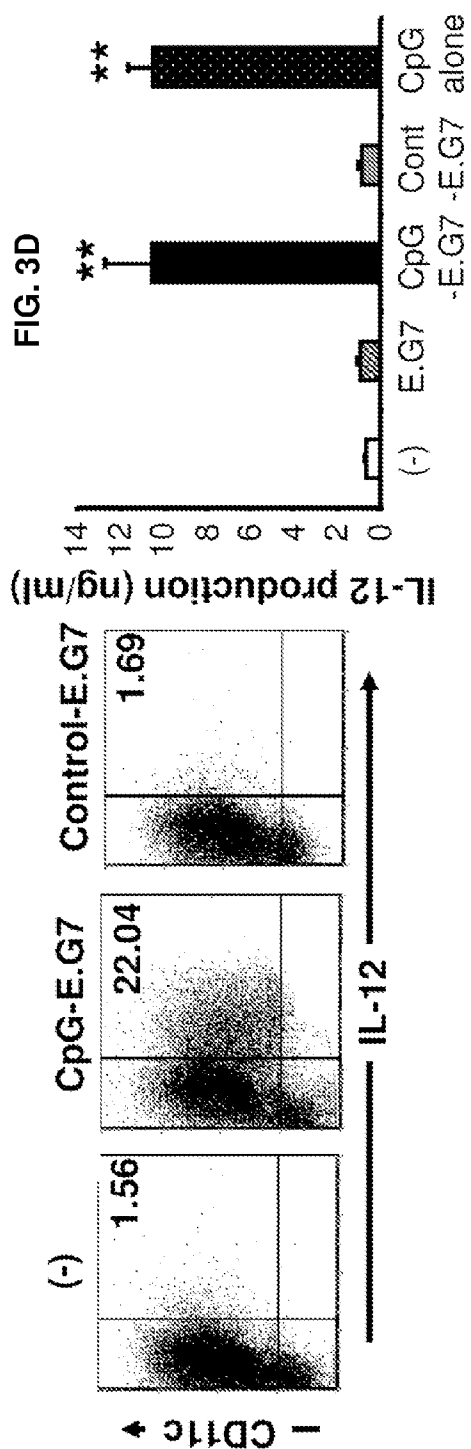 (-)
CpG-E.G7
Control-E.G7
1.56
22.04
1.69
CD11c
IL-12
FIG. 3D
IL-12 production (ng/ml)
14
12
10
8
6
4
2
0
**
**
(-)
E.G7
CpG
-E.G7
Cont
-E.G7
CpG
alone